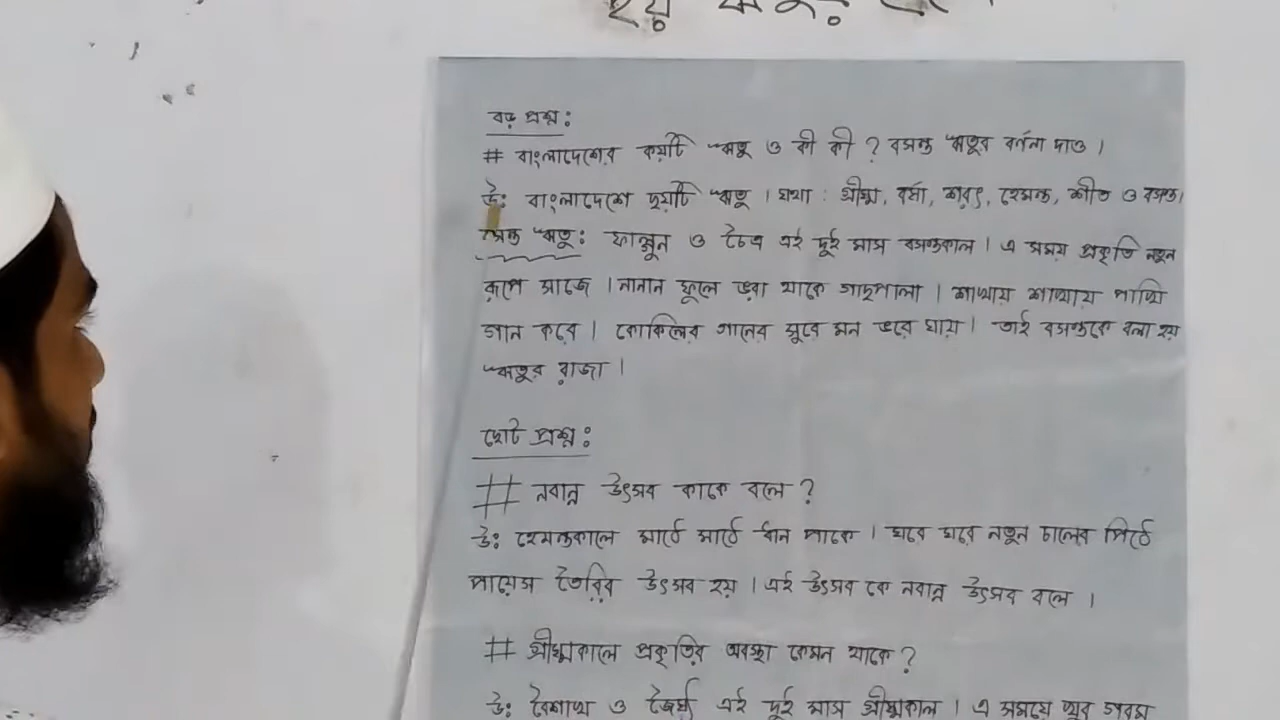 বড় প্রশ্ন:
# বাংলাদেশের কয়টি ঋতু ও কী কী? বসন্ত ঋতুর বর্ণনা দাও।
উ: বাংলাদেশে ছয়টি ঋতু। যথা: গ্রীষ্ম, বর্ষা, শরৎ, হেমন্ত, শীত ও বসন্ত।
ঋতু: ফাল্গুন ও চৈত্র এই দুই মাস বসন্তকাল। এ সময় প্রকৃতি নতুন
রূপে সাজে। নানান ফুলে ভরা থাকে গাছপালা। শাখায় শাখায় পাখি
গান করে। কোকিলের গানের সুরে মন ভরে যায়। তাই বসন্তকে বলা হয়
ঋতুর রাজা।
ছোট প্রশ্ন:
# নবান্ন উৎসব কাকে বলে?
উ: হেমন্তকালে মাঠে মাঠে ধান পাকে। ঘরে ঘরে নতুন চালের পিঠে
পায়েস তৈরির উৎসব হয়। এই উৎসব কে নবান্ন উৎসব বলে।
# গ্রীষ্মকালে প্রকৃতির অবস্থা কেমন থাকে?
উ: বৈশাখ ও জ্যৈষ্ঠ এই দুই মাস গ্রীষ্মকাল। এ সময়ে খুব গরম